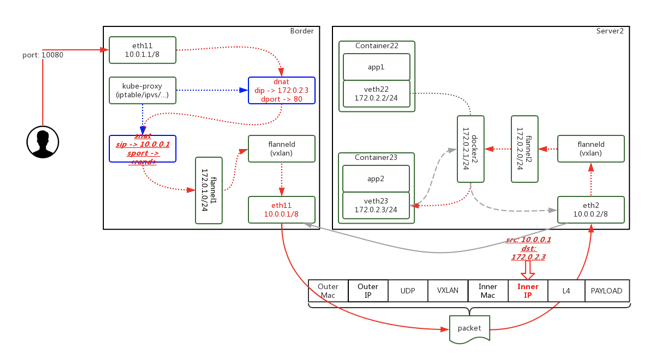 Border
Server2
port: 10080
eth11
10.0.1.1/8
kube-proxy
(iptable/ipvs/...)
dnat
dip -> 172.0.2.3
dport -> 80
snat
sip -> 10.0.0.1
sport ->
flannel1
172.0.1.0/24
flanneld
(vxlan)
eth11
10.0.0.1/8
Container22
app1
veth22
172.0.2.2/24
Container23
app2
veth23
172.0.2.3/24
docker2
172.0.2.1/24
flannel2
172.0.2.0/24
flanneld
(vxlan)
eth2
10.0.0.2/8
src: 10.0.0.1
dst:
172.0.2.3
Outer
Mac
Outer
IP
UDP
VXLAN
Inner
Mac
Inner
IP
L4
PAYLOAD
packet